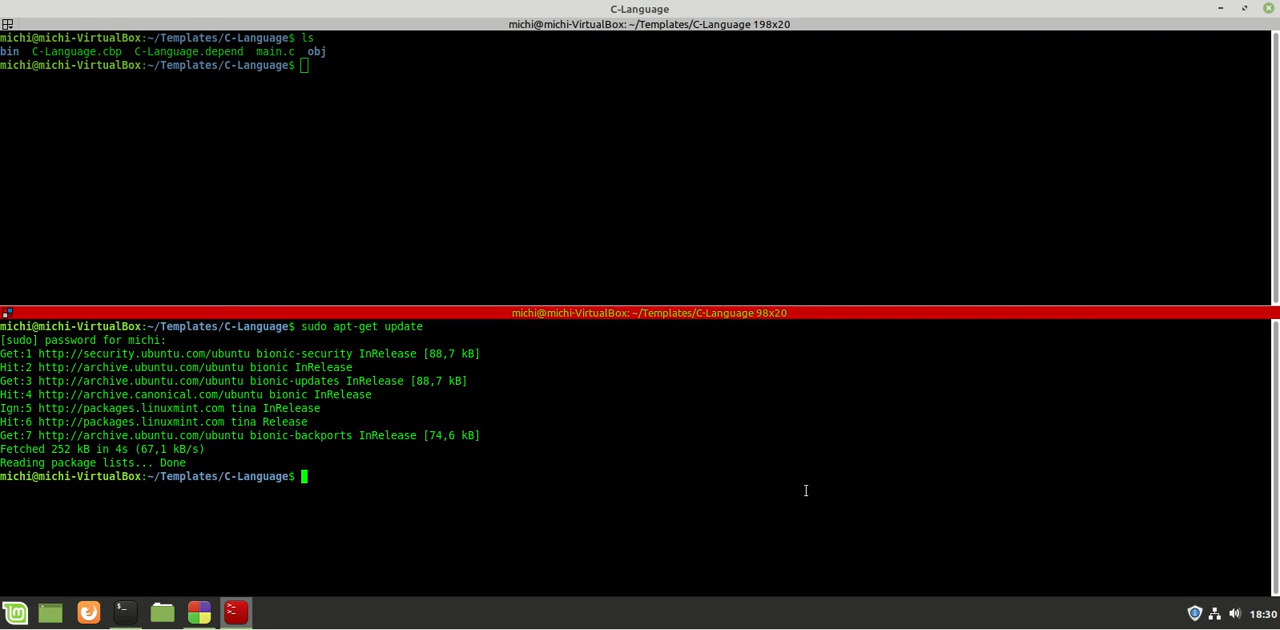 C-Language
michi@michi-VirtualBox: ~/Templates/C-Language 198x20
michi@michi-VirtualBox:~/Templates/C-Language$ ls
bin  C-Language.cbp  C-Language.depend  main.c  obj
michi@michi-VirtualBox:~/Templates/C-Language$
michi@michi-VirtualBox: ~/Templates/C-Language 98x20
michi@michi-VirtualBox:~/Templates/C-Language$ sudo apt-get update
[sudo] password for michi:
Get:1 http://security.ubuntu.com/ubuntu bionic-security InRelease [88,7 kB]
Hit:2 http://archive.ubuntu.com/ubuntu bionic InRelease
Get:3 http://archive.ubuntu.com/ubuntu bionic-updates InRelease [88,7 kB]
Hit:4 http://archive.canonical.com/ubuntu bionic InRelease
Ign:5 http://packages.linuxmint.com tina InRelease
Hit:6 http://packages.linuxmint.com tina Release
Get:7 http://archive.ubuntu.com/ubuntu bionic-backports InRelease [74,6 kB]
Fetched 252 kB in 4s (67,1 kB/s)
Reading package lists... Done
michi@michi-VirtualBox:~/Templates/C-Language$
18:30